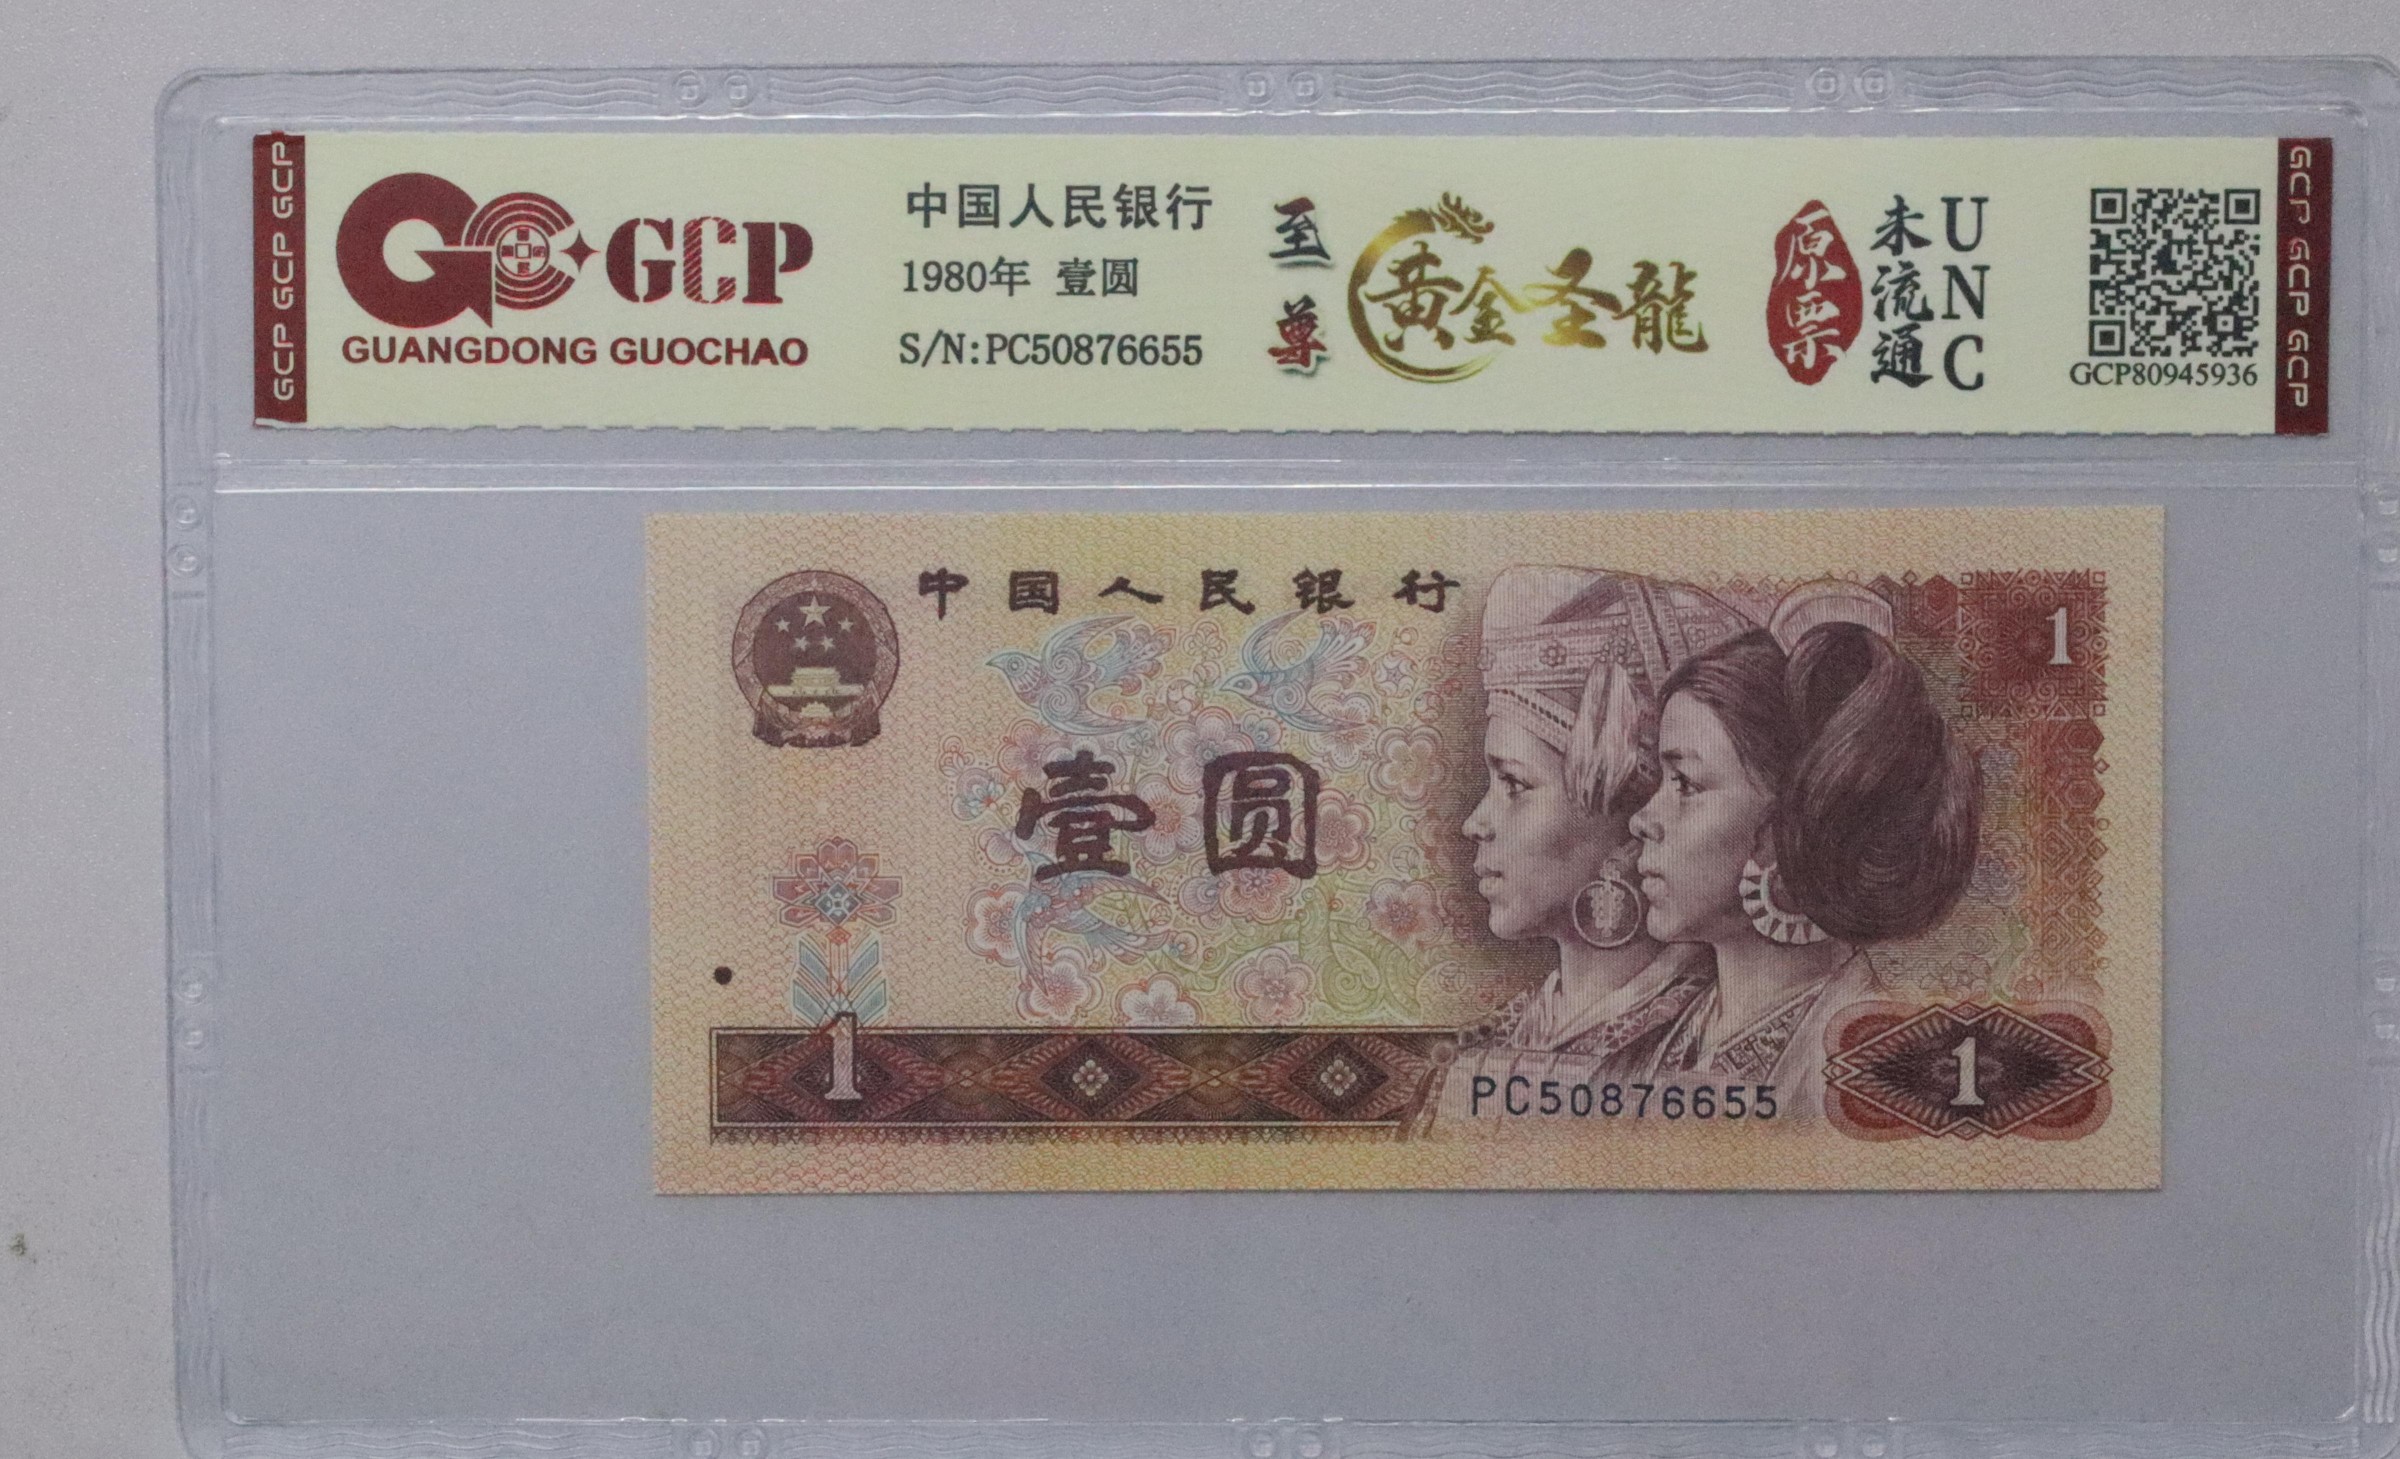 GCP GCP GCP
GCP
GUANGDONG GUOCHAO
中国人民银行
1980年 壹圆
S/N:PC50876655
至尊
黄金圣龍
原票
未流通
UNC
GCP80945936
GCP GCP GCP
中国人民银行
1
壹圆
1
PC50876655
1